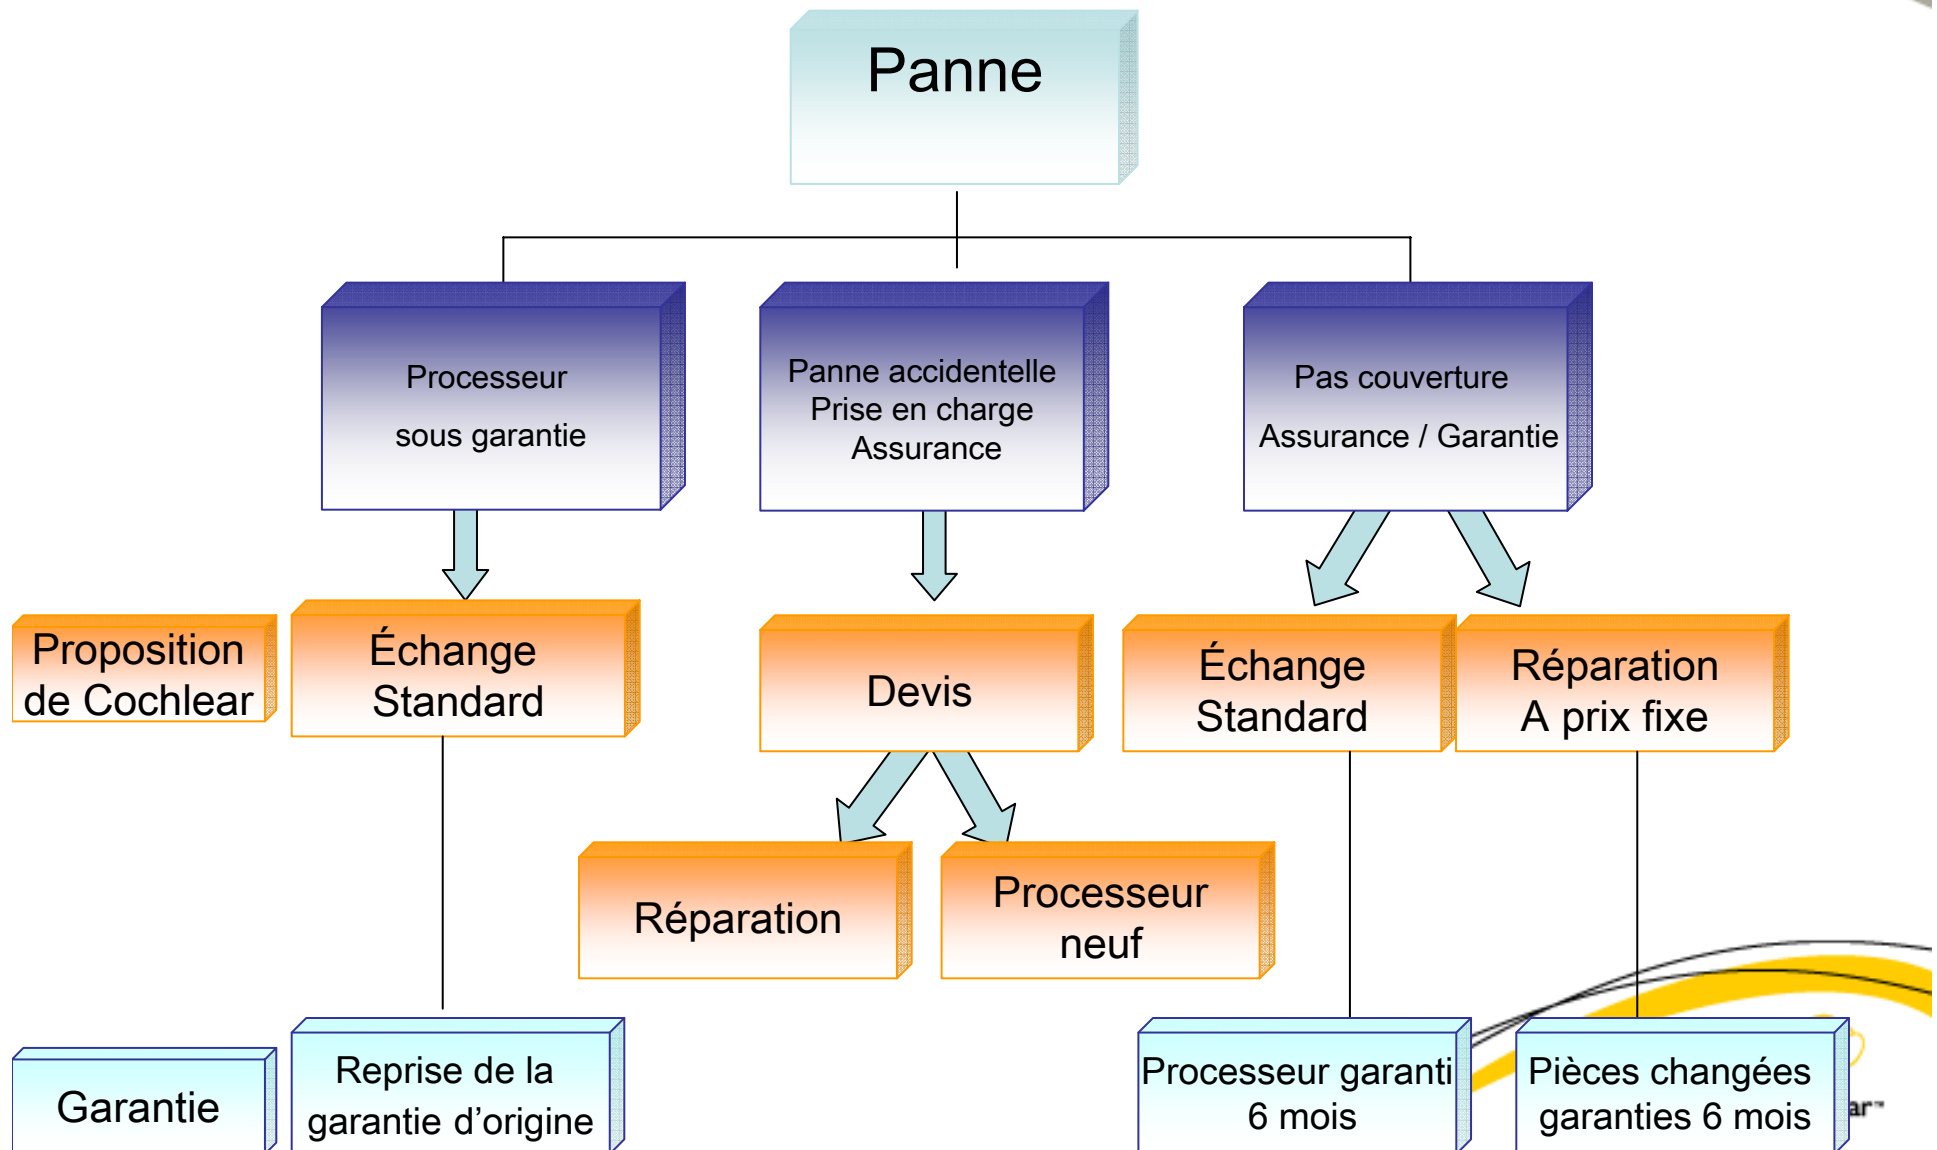 Panne
Processeur
sous garantie
Panne accidentelle
Prise en charge
Assurance
Pas couverture
Assurance / Garantie
Proposition
de Cochlear
Échange
Standard
Devis
Échange
Standard
Réparation
A prix fixe
Réparation
Processeur
neuf
Garantie
Reprise de la
garantie d’origine
Processeur garanti
6 mois
Pièces changées
garanties 6 mois